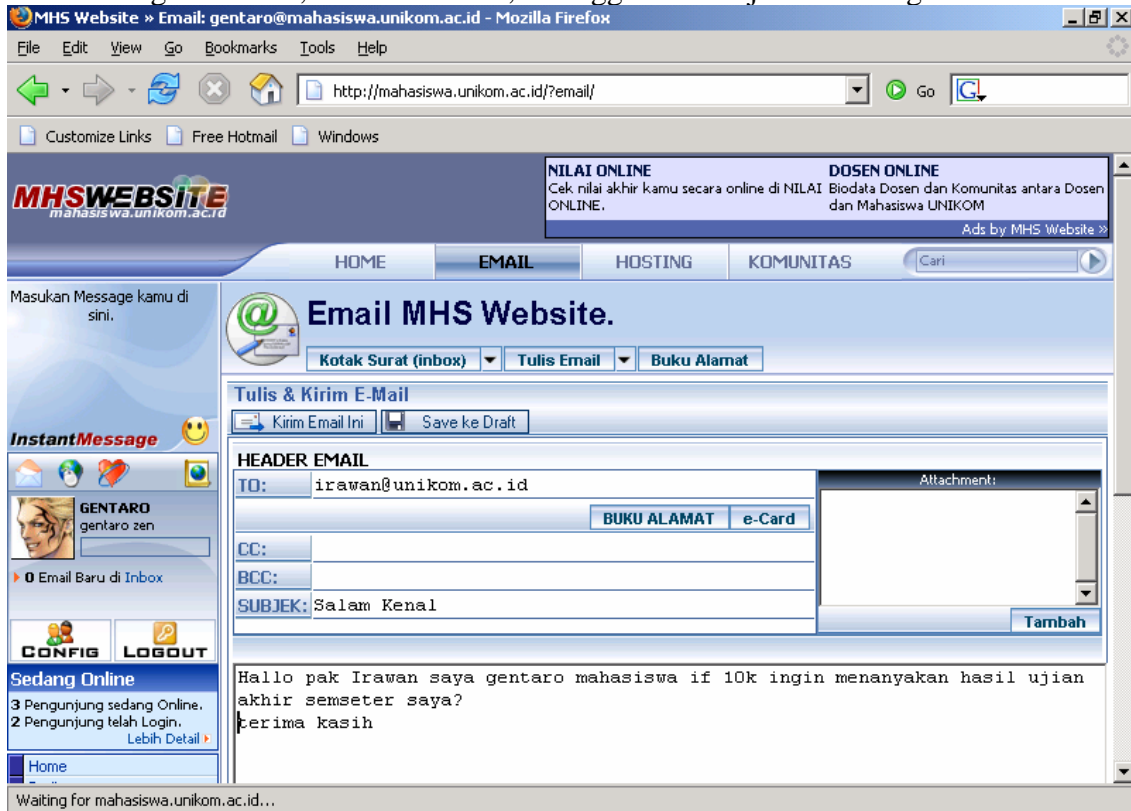 MHS Website » Email: gentaro@mahasiswa.unikom.ac.id - Mozilla Firefox
File Edit View Go Bookmarks Tools Help
http://mahasiswa.unikom.ac.id/?email/ Go G
Customize Links Free Hotmail Windows
MHSWEBSITE
mahasiswa.unikom.ac.id
NILAI ONLINE
Cek nilai akhir kamu secara online di NILAI
ONLINE.
DOSEN ONLINE
Biodata Dosen dan Komunitas antara Dosen
dan Mahasiswa UNIKOM
Ads by MHS Website »
HOME EMAIL HOSTING KOMUNITAS Cari
Masukan Message kamu di
sini.
InstantMessage
GENTARO
gentaro zen
0 Email Baru di Inbox
CONFIG LOGOUT
Sedang Online
3 Pengunjung sedang Online.
2 Pengunjung telah Login.
Lebih Detail
Home
Email MHS Website.
Kotak Surat (inbox) Tulis Email Buku Alamat
Tulis & Kirim E-Mail
Kirim Email Ini Save ke Draft
HEADER EMAIL
TO: irawan@unikom.ac.id
BUKU ALAMAT e-Card
CC:
BCC:
SUBJEK: Salam Kenal
Attachment:
Tambah
Hallo pak Irawan saya gentaro mahasiswa if 10k ingin menanyakan hasil ujian
akhir semseter saya?
terima kasih
Waiting for mahasiswa.unikom.ac.id...